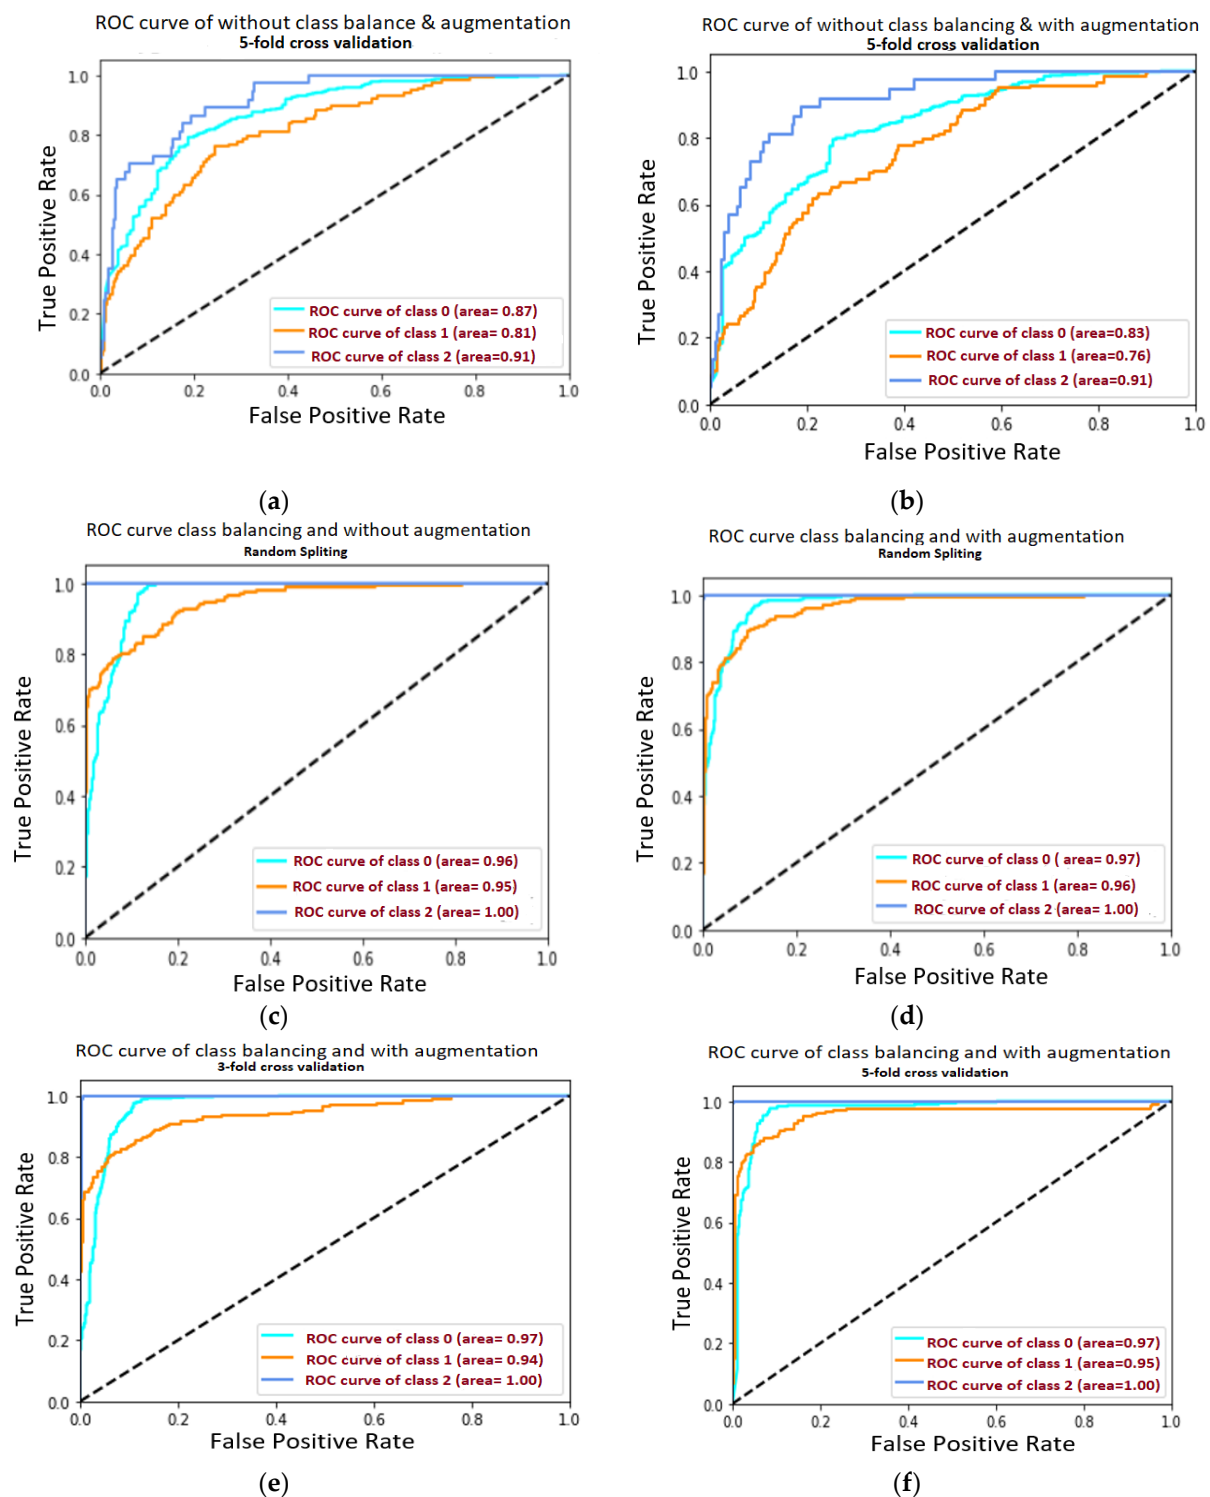 ROC curve of without class balance & augmentation
5-fold cross validation
1.0
0.8
0.6
0.4
0.2
0.0
True Positive Rate
ROC curve of class 0 (area= 0.87)
ROC curve of class 1 (area= 0.81)
ROC curve of class 2 (area=0.91)
0.0 0.2 0.4 0.6 0.8 1.0
False Positive Rate
(a)
ROC curve of without class balancing & with augmentation
5-fold cross validation
1.0
0.8
0.6
0.4
0.2
0.0
True Positive Rate
ROC curve of class 0 (area=0.83)
ROC curve of class 1 (area=0.76)
ROC curve of class 2 (area=0.91)
0.0 0.2 0.4 0.6 0.8 1.0
False Positive Rate
(b)
ROC curve class balancing and without augmentation
Random Spliting
1.0
0.8
0.6
0.4
0.2
0.0
True Positive Rate
ROC curve of class 0 (area= 0.96)
ROC curve of class 1 (area= 0.95)
ROC curve of class 2 (area= 1.00)
0.0 0.2 0.4 0.6 0.8 1.0
False Positive Rate
(c)
ROC curve class balancing and with augmentation
Random Spliting
1.0
0.8
0.6
0.4
0.2
0.0
True Positive Rate
ROC curve of class 0 ( area= 0.97)
ROC curve of class 1 (area= 0.96)
ROC curve of class 2 (area= 1.00)
0.0 0.2 0.4 0.6 0.8 1.0
False Positive Rate
(d)
ROC curve of class balancing and with augmentation
3-fold cross validation
1.0
0.8
0.6
0.4
0.2
0.0
True Positive Rate
ROC curve of class 0 (area= 0.97)
ROC curve of class 1 (area= 0.94)
ROC curve of class 2 (area= 1.00)
0.0 0.2 0.4 0.6 0.8 1.0
False Positive Rate
(e)
ROC curve of class balancing and with augmentation
5-fold cross validation
1.0
0.8
0.6
0.4
0.2
0.0
True Positive Rate
ROC curve of class 0 (area=0.97)
ROC curve of class 1 (area=0.95)
ROC curve of class 2 (area=1.00)
0.0 0.2 0.4 0.6 0.8 1.0
False Positive Rate
(f)